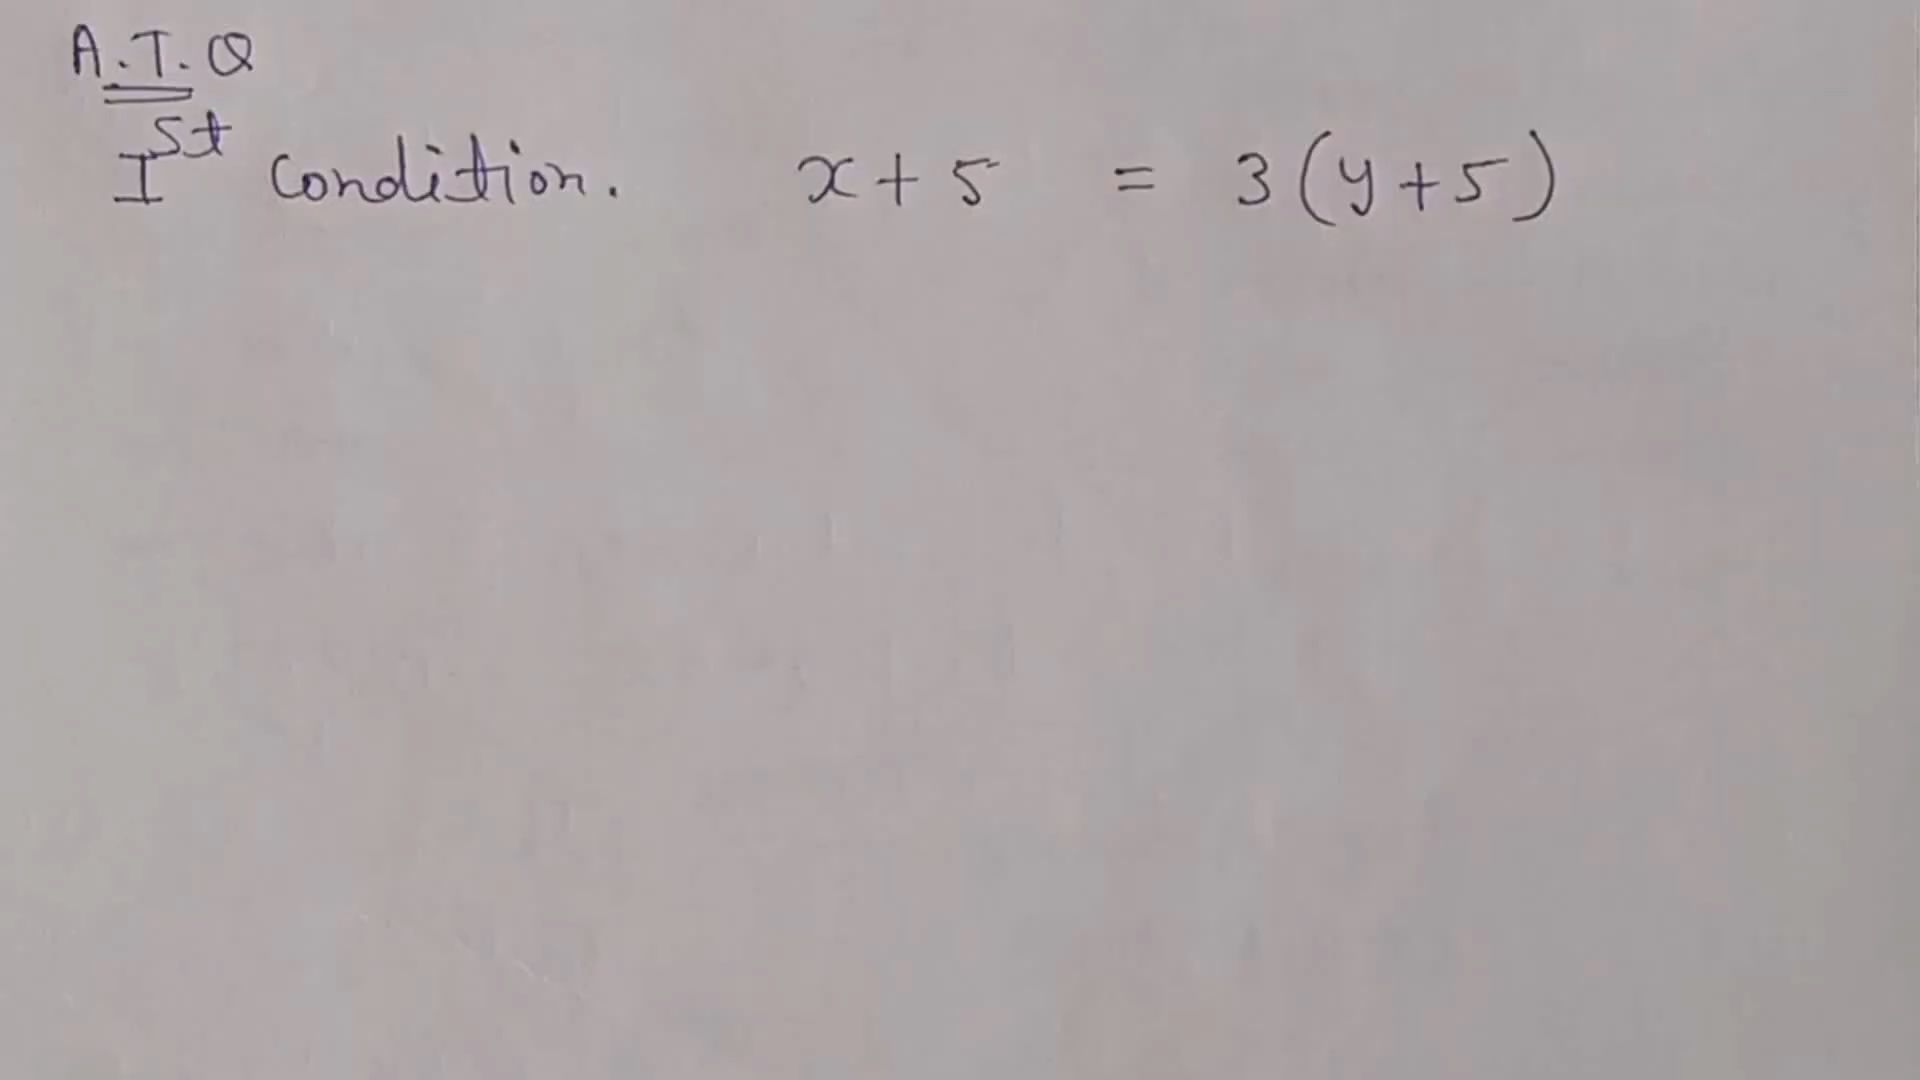 A.T.Q
Ist Condition. x + 5 = 3(y+5)